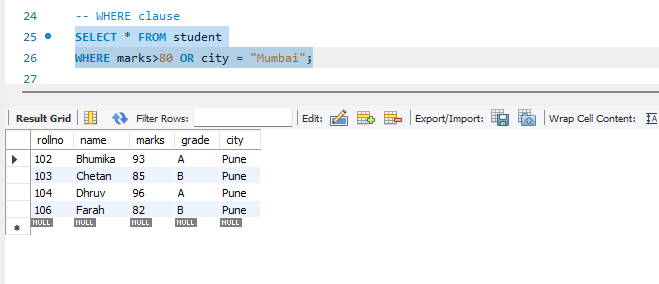 24 -- WHERE clause
25 SELECT * FROM student
26 WHERE marks>80 OR city = "Mumbai";
27
Result Grid Filter Rows: Edit: Export/Import: Wrap Cell Content: IA
rollno name marks grade city
102 Bhumika 93 A Pune
103 Chetan 85 B Pune
104 Dhruv 96 A Pune
106 Farah 82 B Pune
NULL NULL NULL NULL NULL